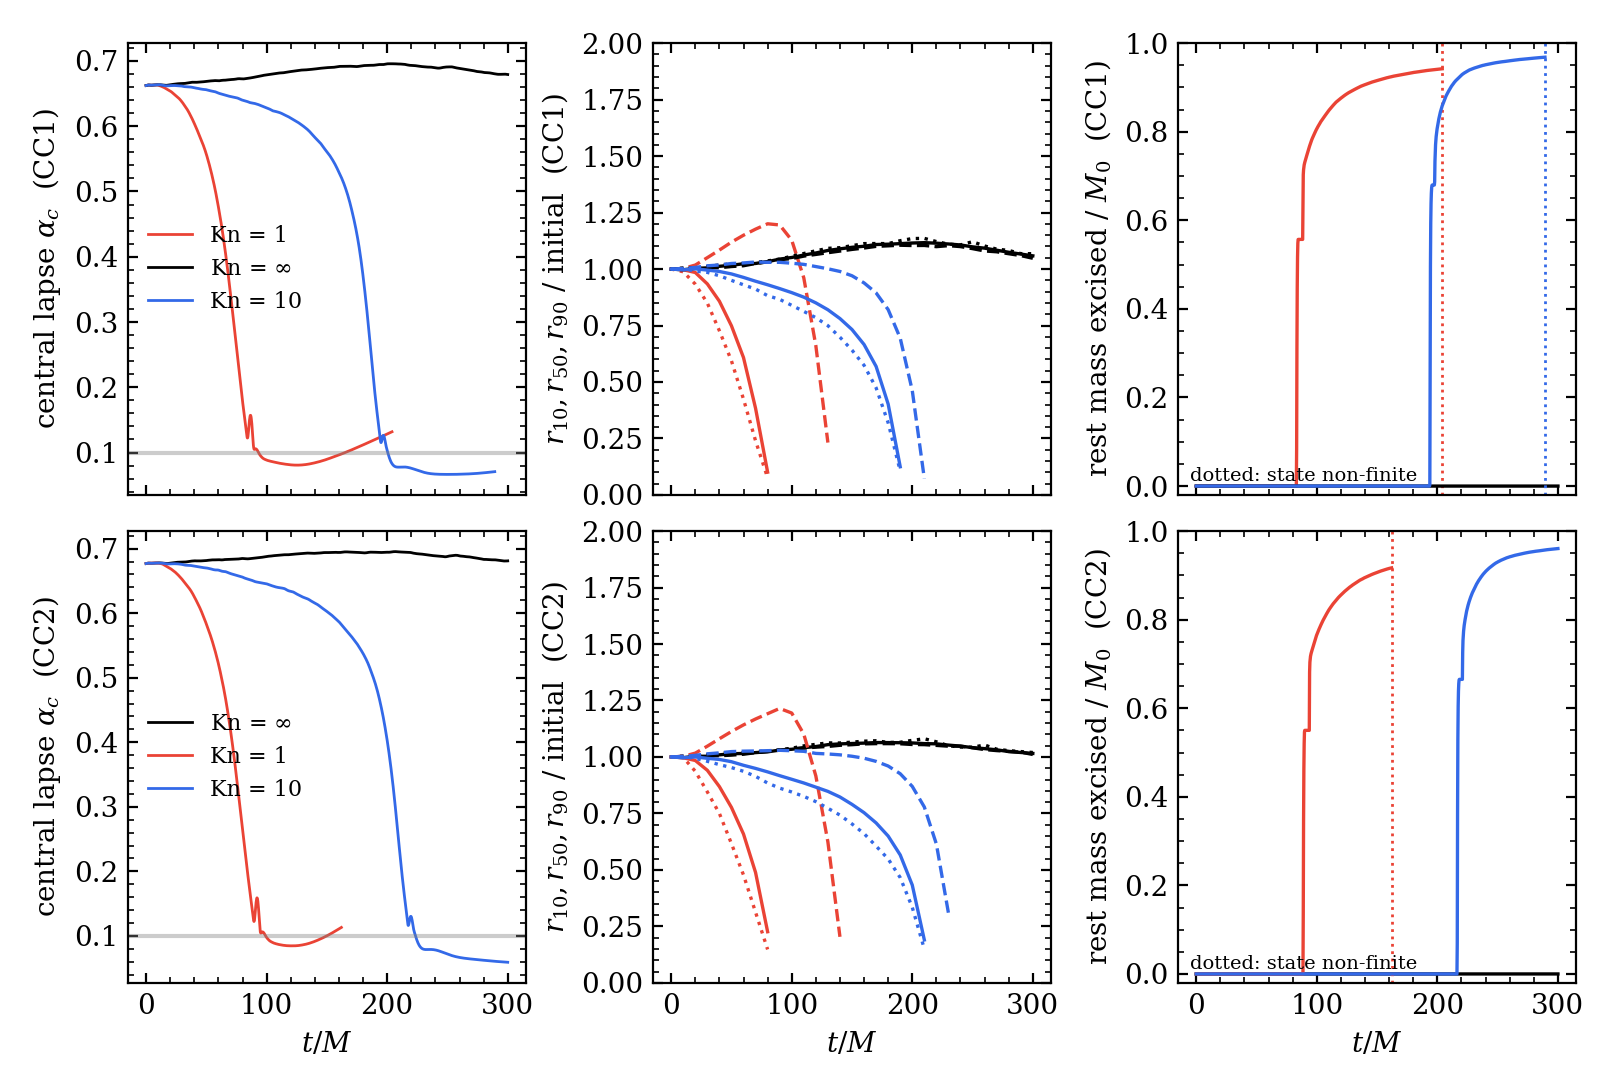 central lapse α_c (CC1)
0.7
0.6
0.5
0.4
0.3
0.2
0.1
Kn = 1
Kn = ∞
Kn = 10
r₁₀, r₅₀, r₉₀ / initial (CC1)
2.00
1.75
1.50
1.25
1.00
0.75
0.50
0.25
0.00
rest mass excised / M₀ (CC1)
1.0
0.8
0.6
0.4
0.2
0.0
dotted: state non-finite
central lapse α_c (CC2)
0.7
0.6
0.5
0.4
0.3
0.2
0.1
Kn = ∞
Kn = 1
Kn = 10
0 100 200 300
t/M
r₁₀, r₅₀, r₉₀ / initial (CC2)
2.00
1.75
1.50
1.25
1.00
0.75
0.50
0.25
0.00
0 100 200 300
t/M
rest mass excised / M₀ (CC2)
1.0
0.8
0.6
0.4
0.2
0.0
dotted: state non-finite
0 100 200 300
t/M